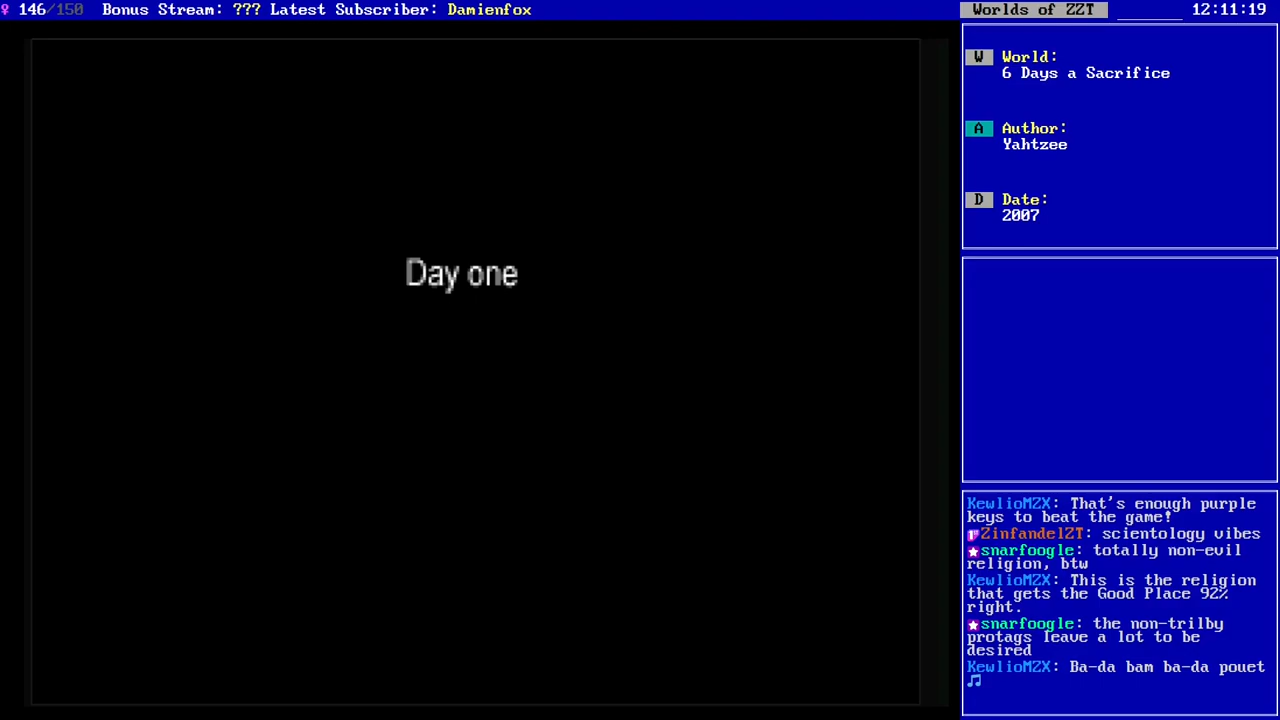 ♀ 146/150 Bonus Stream: ??? Latest Subscriber: Damienfox
Worlds of ZZT
12:11:19
W World:
6 Days a Sacrifice
A Author:
Yahtzee
D Date:
2007
Day one
KewlioMZX: That's enough purple
keys to beat the game!
ZinfandelZT: scientology vibes
snarfoogle: totally non-evil
religion, btw
KewlioMZX: This is the religion
that gets the Good Place 92%
right.
snarfoogle: the non-trilby
protags leave a lot to be
desired
KewlioMZX: Ba-da bam ba-da pouet
♫